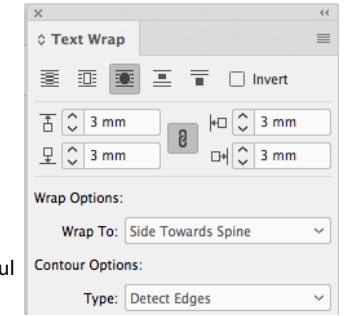 Text Wrap
Invert
3 mm 3 mm
3 mm 3 mm
Wrap Options:
Wrap To: Side Towards Spine
ul
Contour Options:
Type: Detect Edges